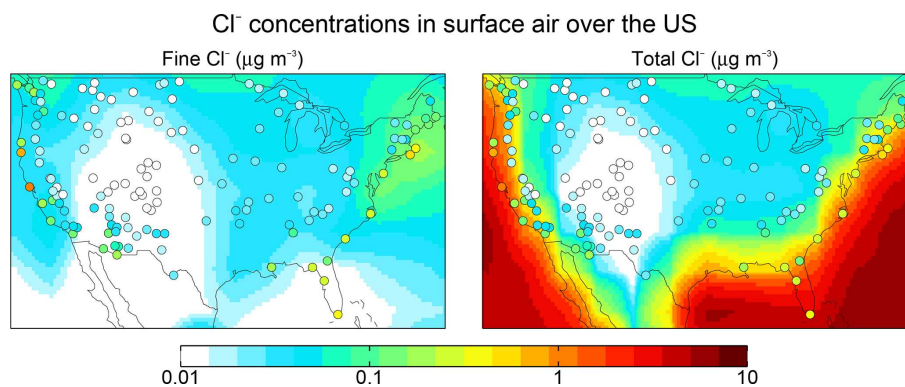 Cl⁻ concentrations in surface air over the US
Fine Cl⁻ (μg m⁻³)
Total Cl⁻ (μg m⁻³)
0.01 0.1 1 10